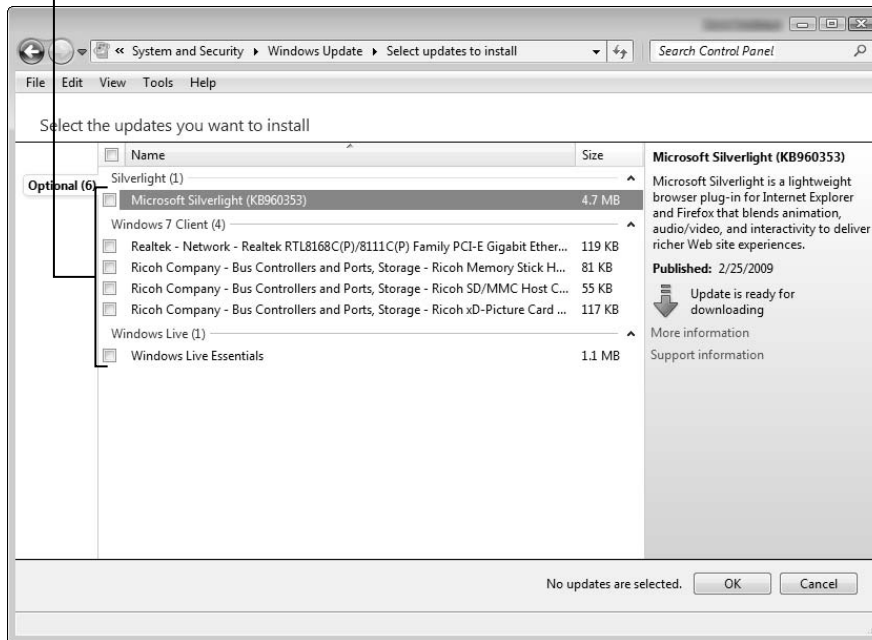 « System and Security ▸ Windows Update ▸ Select updates to install
Search Control Panel
File Edit View Tools Help
Select the updates you want to install
Name Size
Optional (6)
Silverlight (1)
Microsoft Silverlight (KB960353) 4.7 MB
Windows 7 Client (4)
Realtek - Network - Realtek RTL8168C(P)/8111C(P) Family PCI-E Gigabit Ether... 119 KB
Ricoh Company - Bus Controllers and Ports, Storage - Ricoh Memory Stick H... 81 KB
Ricoh Company - Bus Controllers and Ports, Storage - Ricoh SD/MMC Host C... 55 KB
Ricoh Company - Bus Controllers and Ports, Storage - Ricoh xD-Picture Card ... 117 KB
Windows Live (1)
Windows Live Essentials 1.1 MB
Microsoft Silverlight (KB960353)
Microsoft Silverlight is a lightweight
browser plug-in for Internet Explorer
and Firefox that blends animation,
audio/video, and interactivity to deliver
richer Web site experiences.
Published: 2/25/2009
Update is ready for
downloading
More information
Support information
No updates are selected. OK Cancel